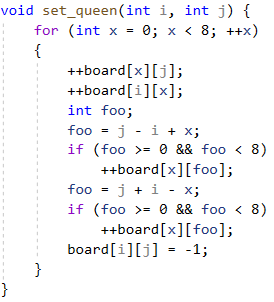 void set_queen(int i, int j) {
    for (int x = 0; x < 8; ++x)
    {
        ++board[x][j];
        ++board[i][x];
        int foo;
        foo = j - i + x;
        if (foo >= 0 && foo < 8)
            ++board[x][foo];
        foo = j + i - x;
        if (foo >= 0 && foo < 8)
            ++board[x][foo];
        board[i][j] = -1;
    }
}